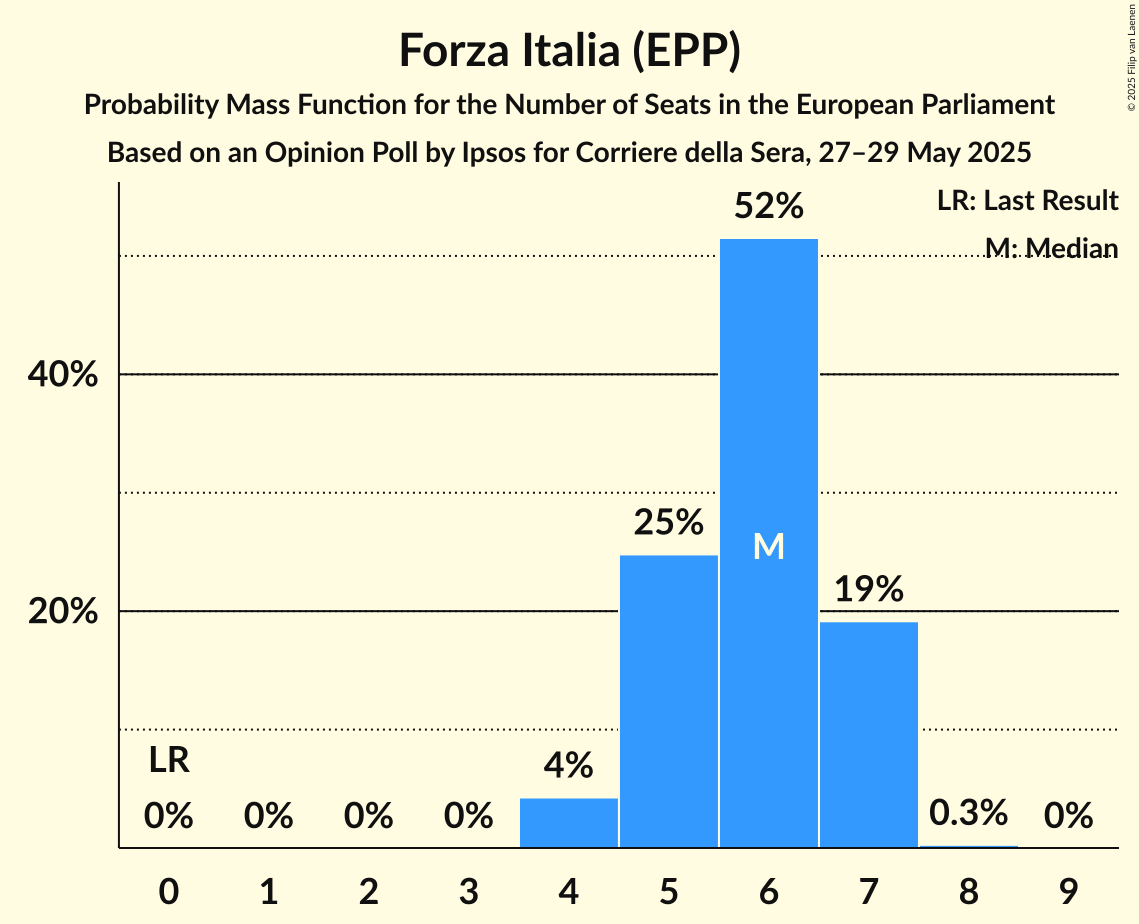 Forza Italia (EPP)
Probability Mass Function for the Number of Seats in the European Parliament
Based on an Opinion Poll by Ipsos for Corriere della Sera, 27–29 May 2025
© 2025 Filip van Laenen
LR: Last Result
M: Median
52%
40%
25%
M
19%
20%
LR
4%
0% 0% 0% 0% 0.3% 0%
0 1 2 3 4 5 6 7 8 9